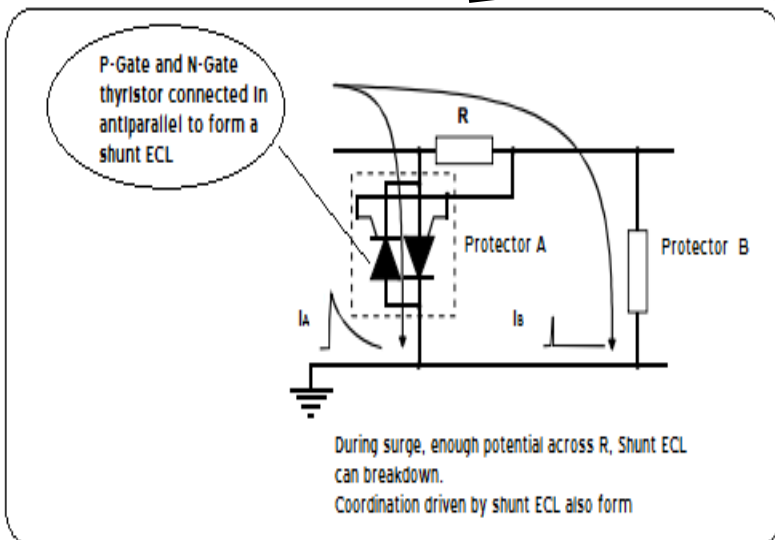 P-Gate and N-Gate
thyristor connected in
antiparallel to form a
shunt ECL
R
Protector A
Protector B
IA
IB
During surge, enough potential across R, Shunt ECL
can breakdown.
Coordination driven by shunt ECL also form